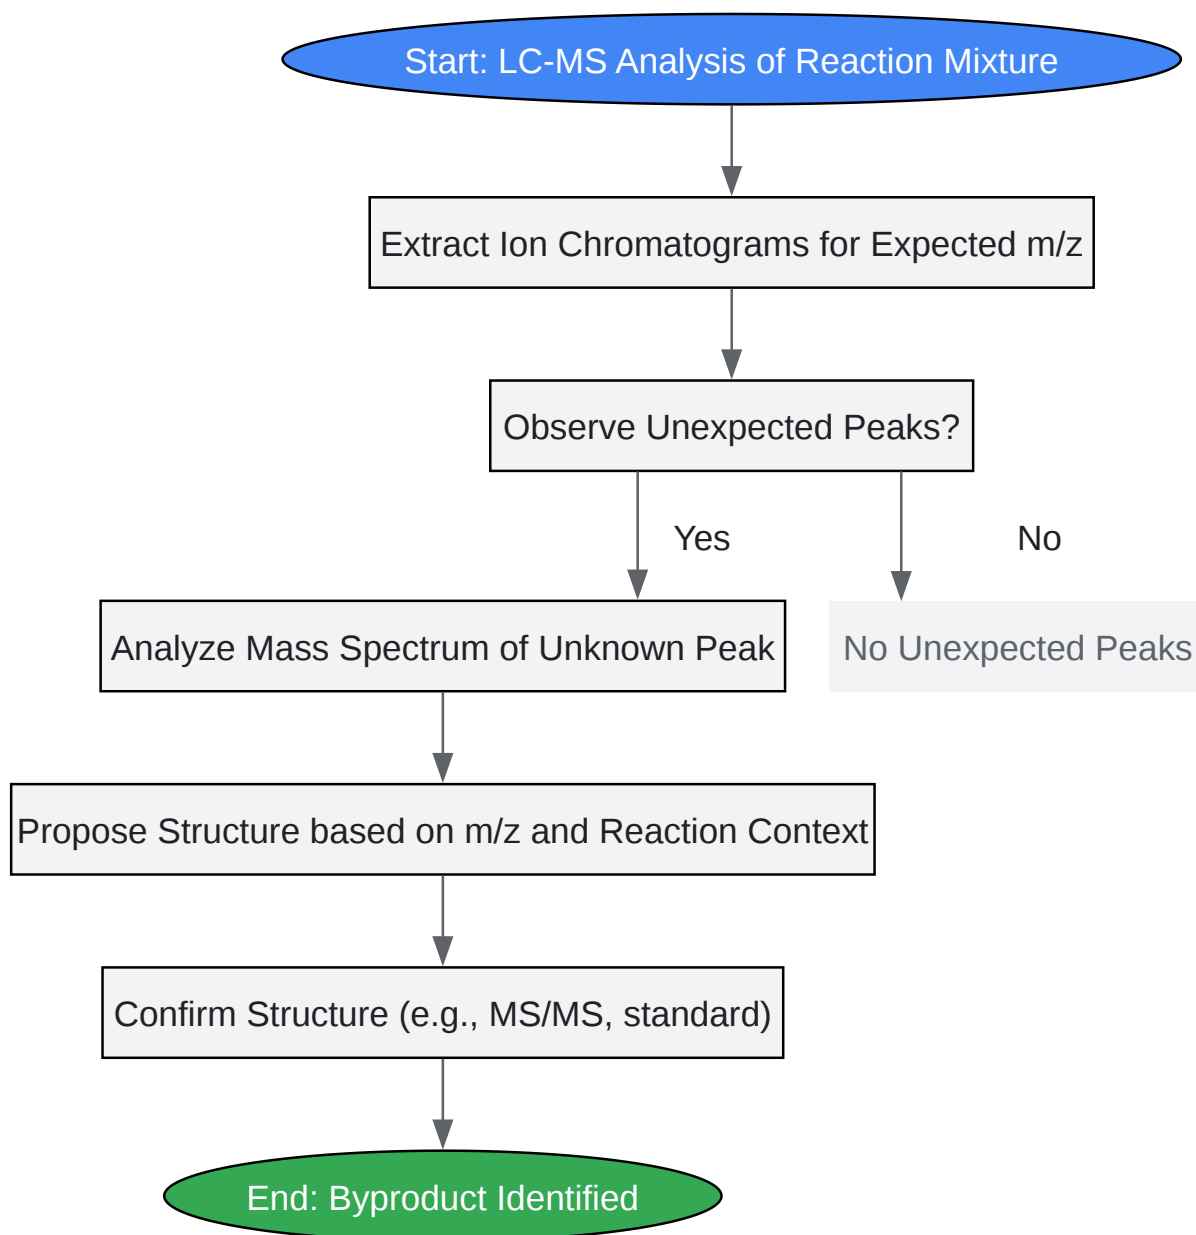 Start: LC-MS Analysis of Reaction Mixture
Extract Ion Chromatograms for Expected m/z
Observe Unexpected Peaks?
Yes
No
Analyze Mass Spectrum of Unknown Peak
No Unexpected Peaks
Propose Structure based on m/z and Reaction Context
Confirm Structure (e.g., MS/MS, standard)
End: Byproduct Identified